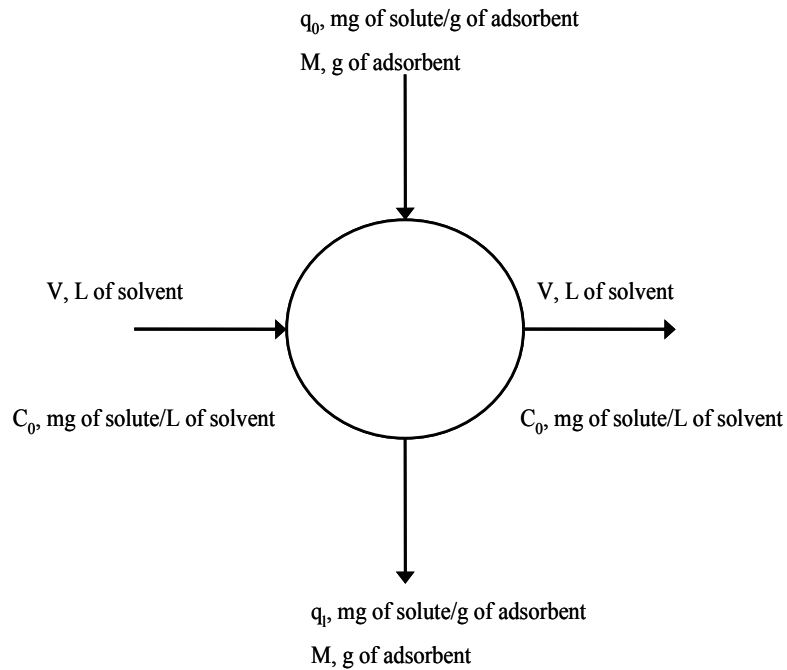 q₀, mg of solute/g of adsorbent
M, g of adsorbent
V, L of solvent
V, L of solvent
C₀, mg of solute/L of solvent
C₀, mg of solute/L of solvent
qₗ, mg of solute/g of adsorbent
M, g of adsorbent